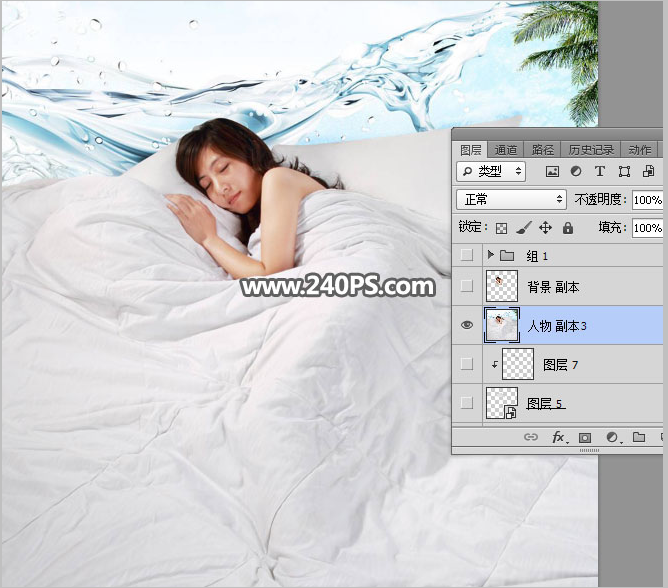 www.240PS.com
图层 通道 路径 历史记录 动作
类型
正常 不透明度: 100%
锁定: 填充: 100%
组 1
背景 副本
人物 副本3
图层 7
图层 5
fx